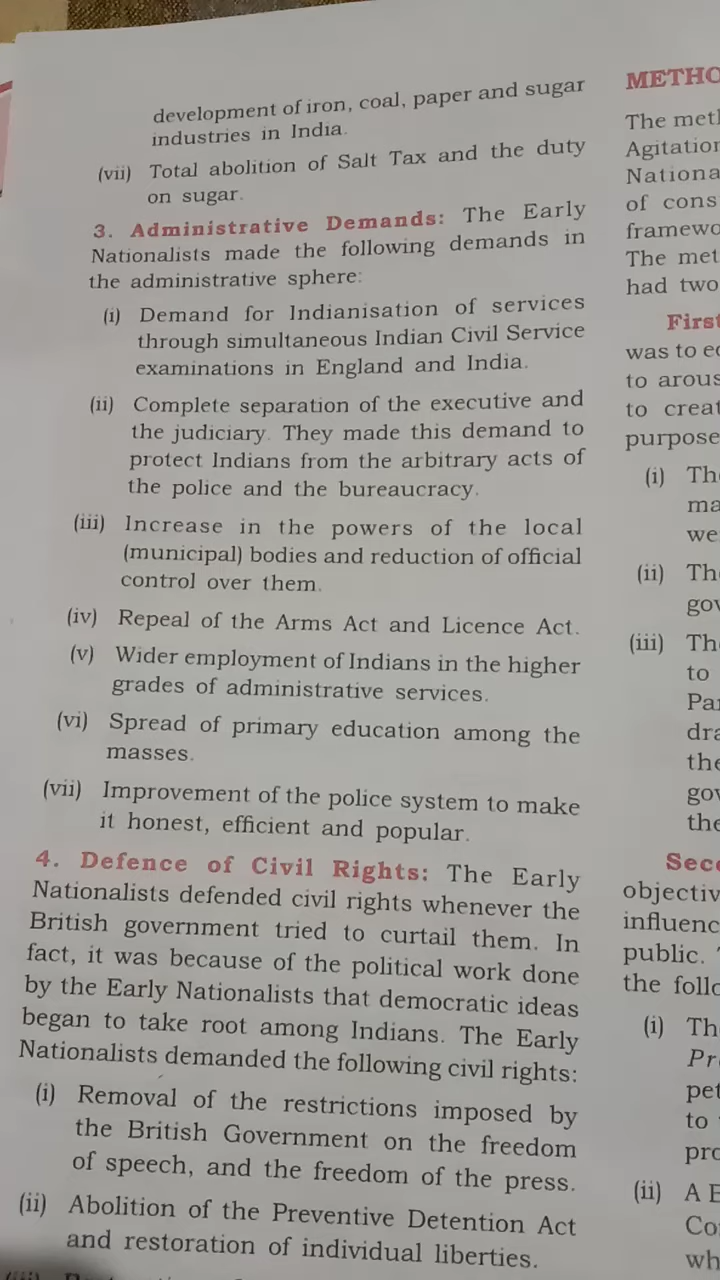 development of iron, coal, paper and sugar
industries in India.
(vii) Total abolition of Salt Tax and the duty
on sugar.
3. Administrative Demands: The Early
Nationalists made the following demands in
the administrative sphere:
(i) Demand for Indianisation of services
through simultaneous Indian Civil Service
examinations in England and India.
(ii) Complete separation of the executive and
the judiciary. They made this demand to
protect Indians from the arbitrary acts of
the police and the bureaucracy.
(iii) Increase in the powers of the local
(municipal) bodies and reduction of official
control over them.
(iv) Repeal of the Arms Act and Licence Act.
(v) Wider employment of Indians in the higher
grades of administrative services.
(vi) Spread of primary education among the
masses.
(vii) Improvement of the police system to make
it honest, efficient and popular.
4. Defence of Civil Rights: The Early
Nationalists defended civil rights whenever the
British government tried to curtail them. In
fact, it was because of the political work done
by the Early Nationalists that democratic ideas
began to take root among Indians. The Early
Nationalists demanded the following civil rights:
(i) Removal of the restrictions imposed by
the British Government on the freedom
of speech, and the freedom of the press.
(ii) Abolition of the Preventive Detention Act
and restoration of individual liberties.
METHO
The met
Agitation
Nationa
of cons
framewo
The met
had two
First
was to e
to arous
to creat
purpose
(i) Th
ma
we
(ii) Th
gov
(iii) Th
to
Par
dra
the
gov
the
Seco
objectiv
influenc
public.
the follo
(i) Th
Pr
pet
to
pro
(ii) A B
Co
wh